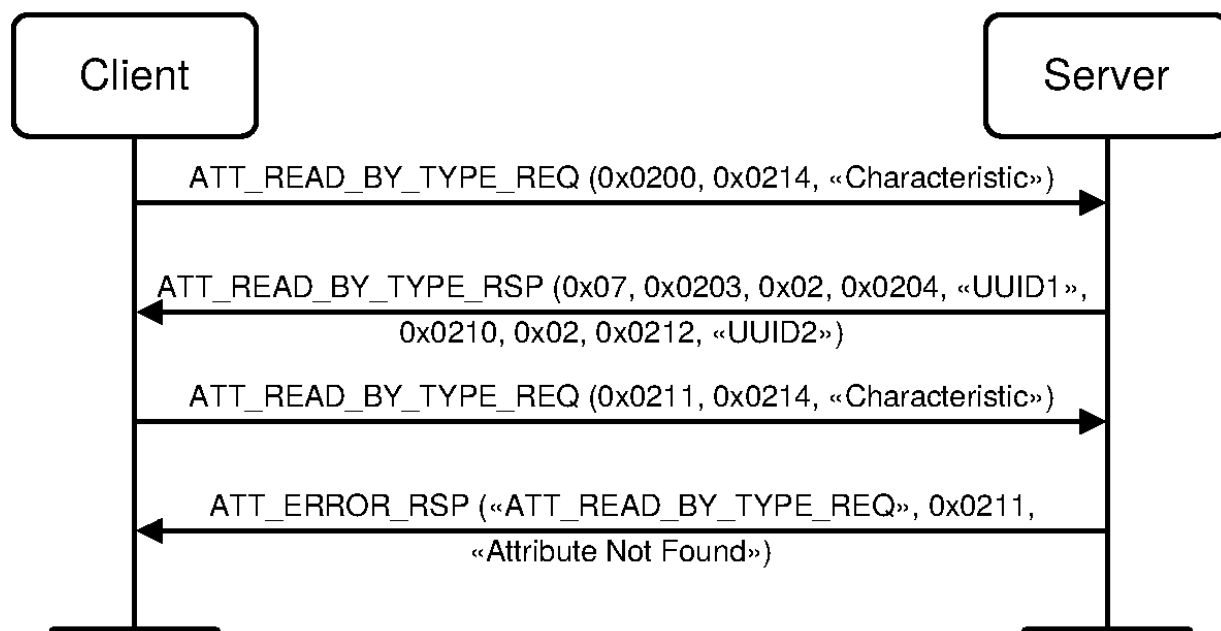 Client
Server
ATT_READ_BY_TYPE_REQ (0x0200, 0x0214, «Characteristic»)
ATT_READ_BY_TYPE_RSP (0x07, 0x0203, 0x02, 0x0204, «UUID1»,
0x0210, 0x02, 0x0212, «UUID2»)
ATT_READ_BY_TYPE_REQ (0x0211, 0x0214, «Characteristic»)
ATT_ERROR_RSP («ATT_READ_BY_TYPE_REQ», 0x0211,
«Attribute Not Found»)